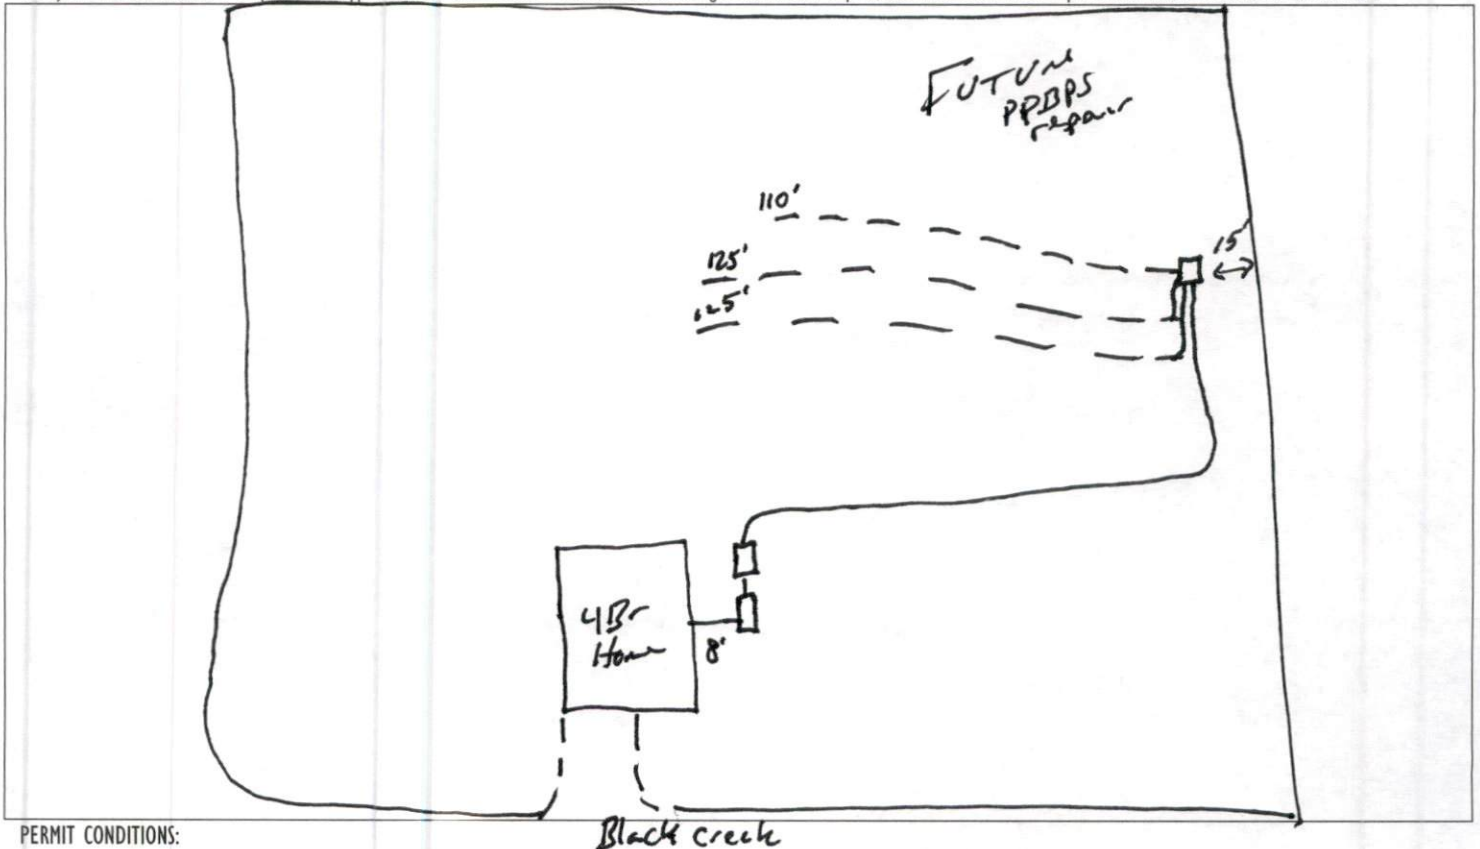 FUTURE
PPBPS
repair
110'
15'
125'
125'
4Br
Home
8'
Black creek
PERMIT CONDITIONS: